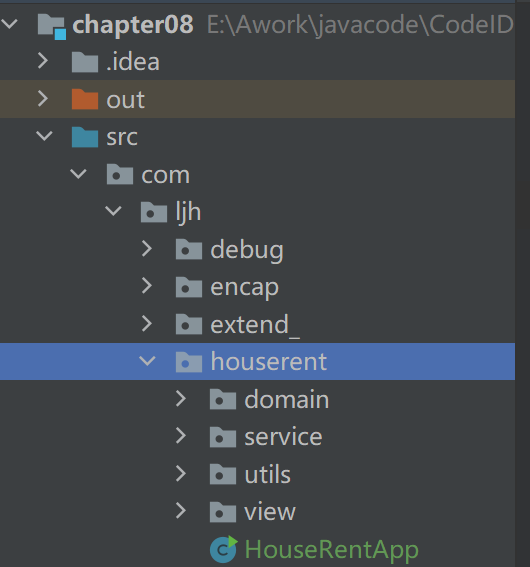 chapter08 E:\Awork\javacode\CodeID
.idea
out
src
com
ljh
debug
encap
extend_
houserent
domain
service
utils
view
HouseRentApp